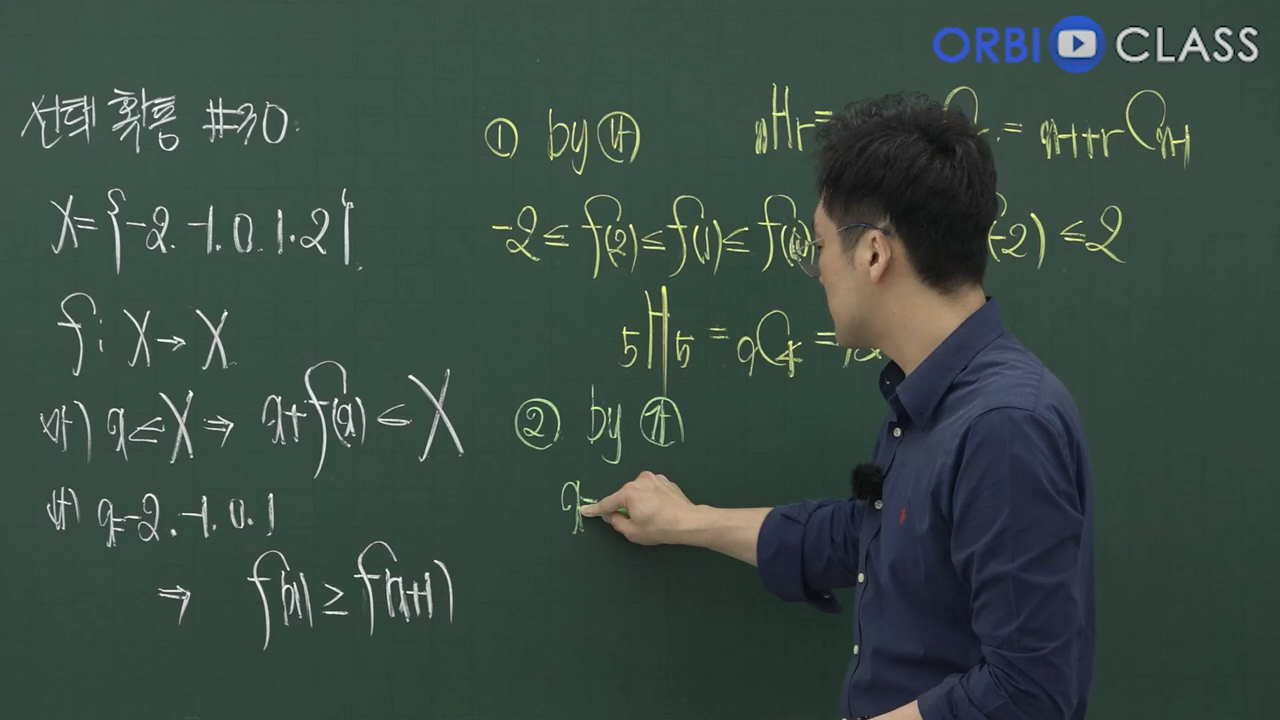 ORBI CLASS
선택 확통 #30.
X={-2.-1.0.1.2}.
f: X→X
가) x≤X ⇒ x+f(x) ≤ X
나) x=-2.-1.0.1
⇒ f(x) ≥ f(x+1)
① by 나
nHr= = n-1+r C n-1
-2 ≤ f(2) ≤ f(1) ≤ (-2) ≤ 2
5H5 = 9C4 =
② by 가
x=